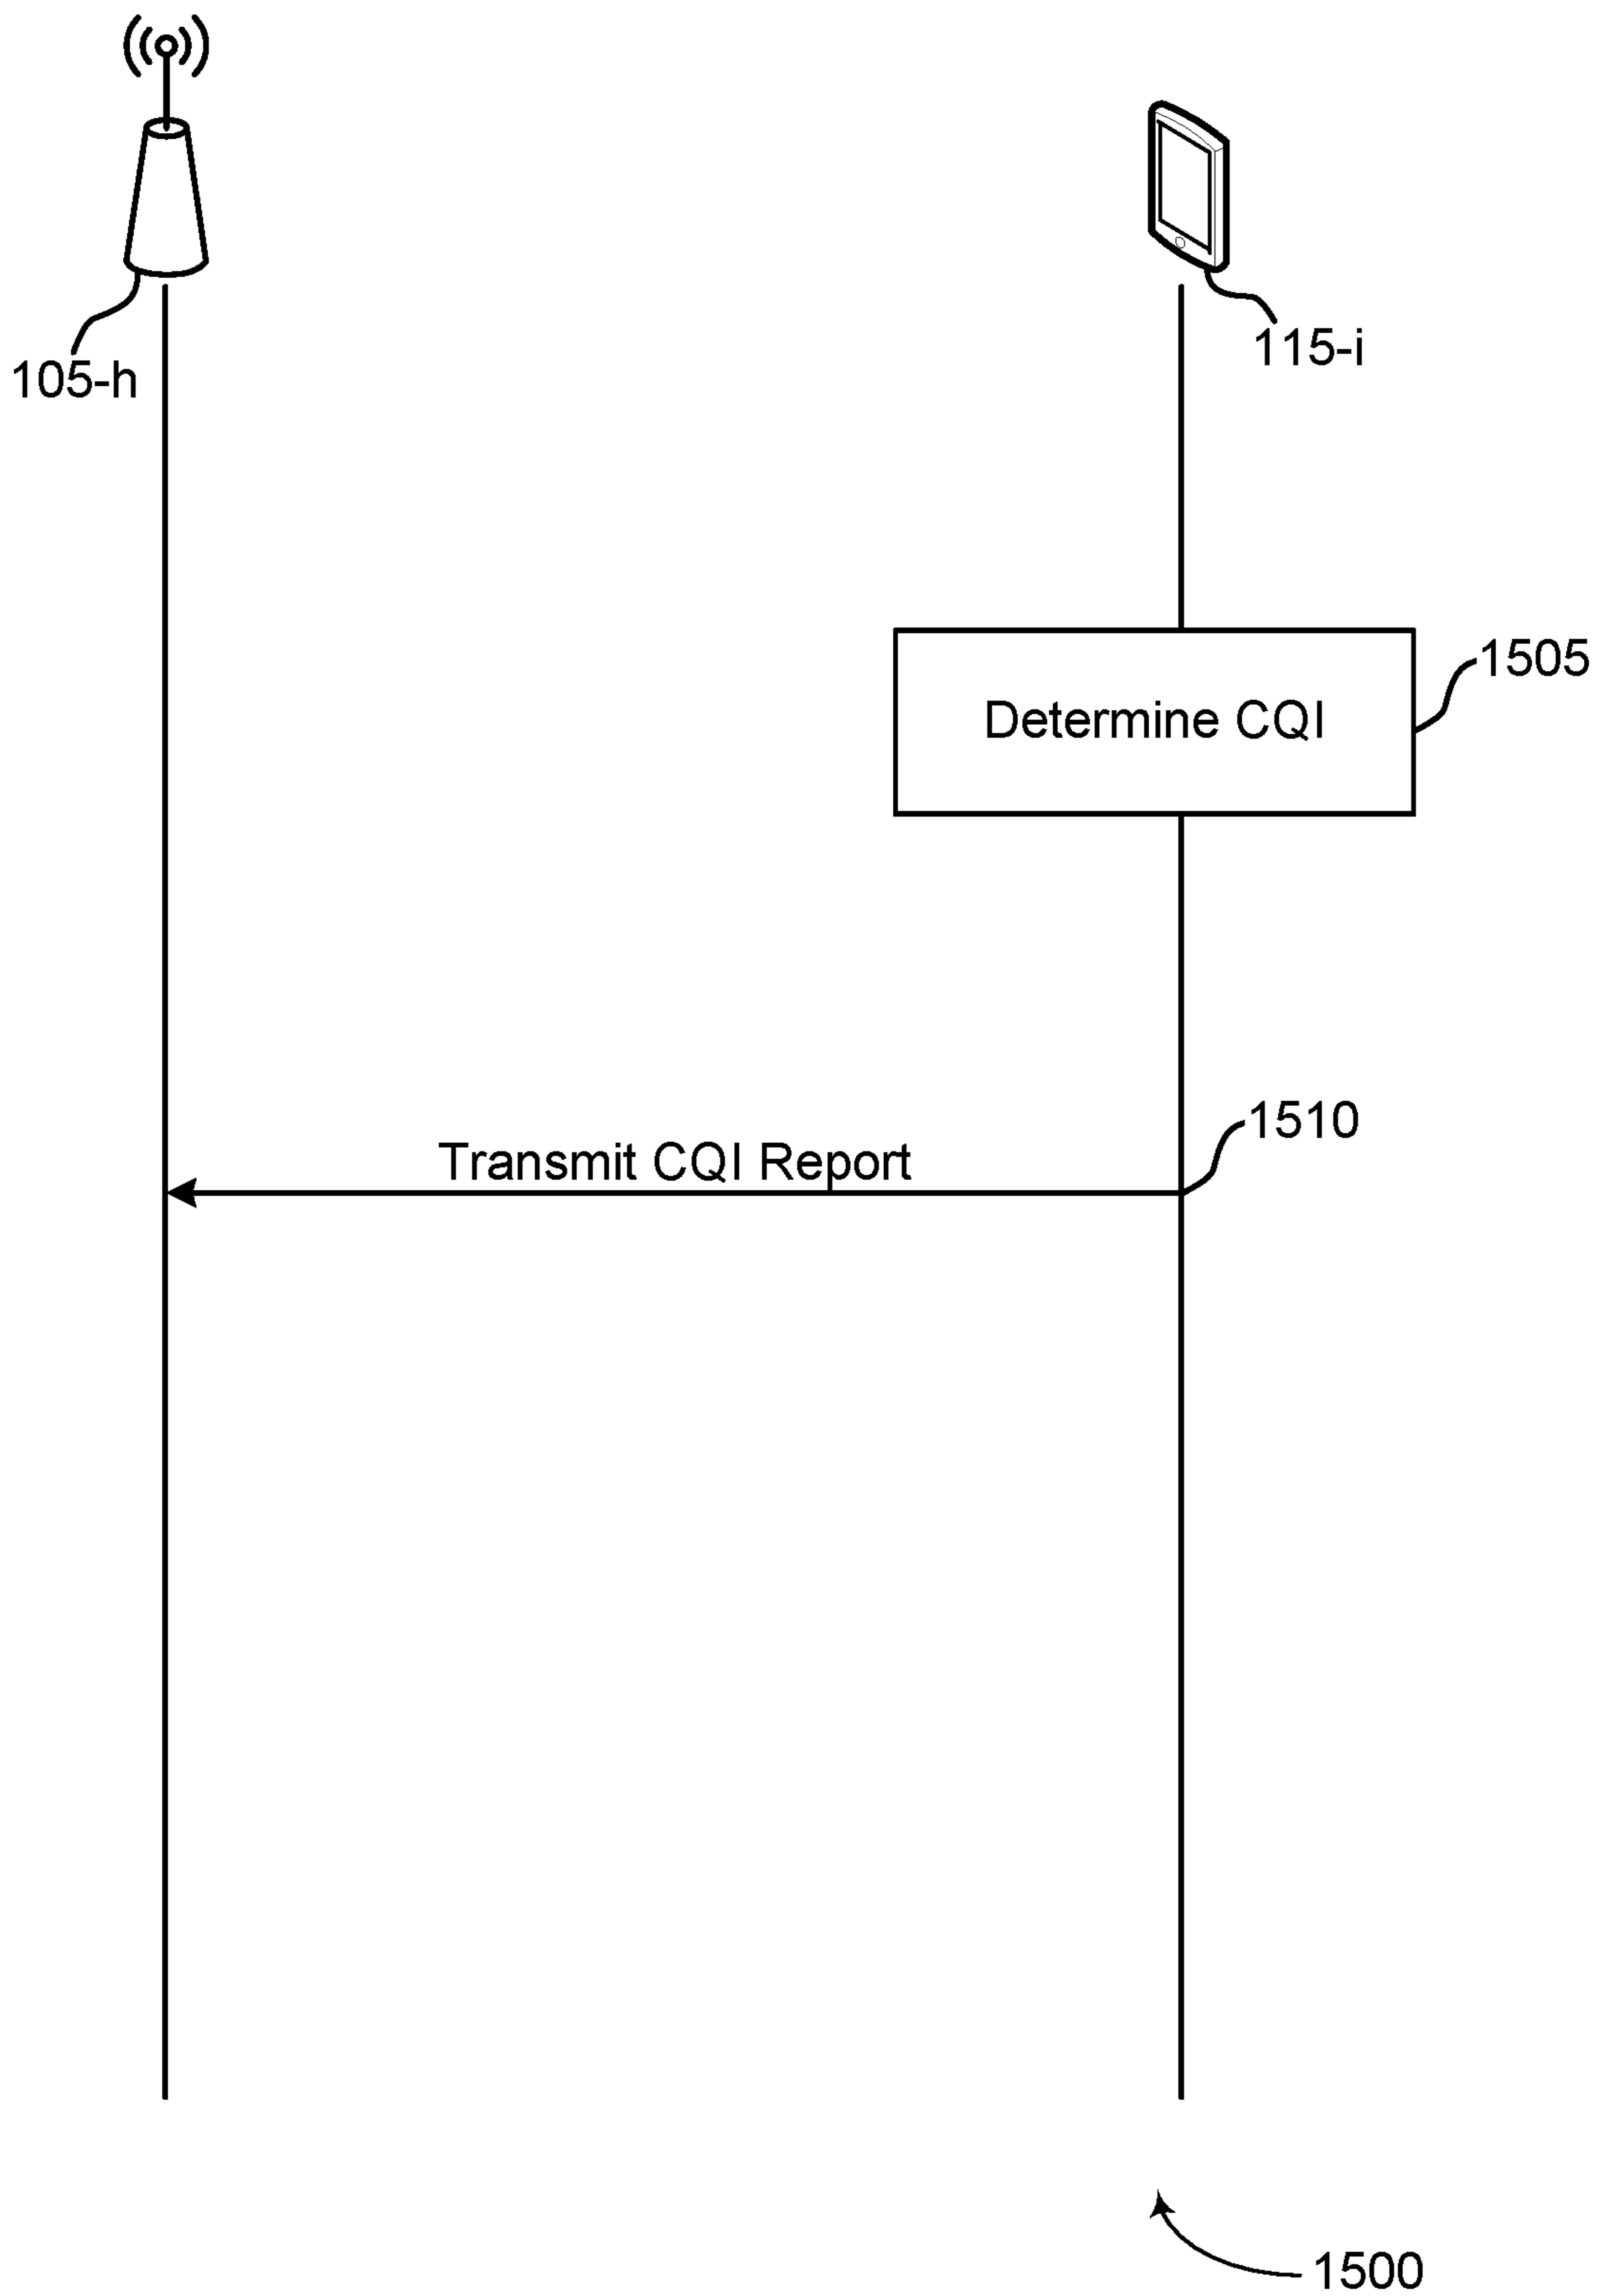 105-h
115-i
Determine CQI
1505
1510
Transmit CQI Report
1500